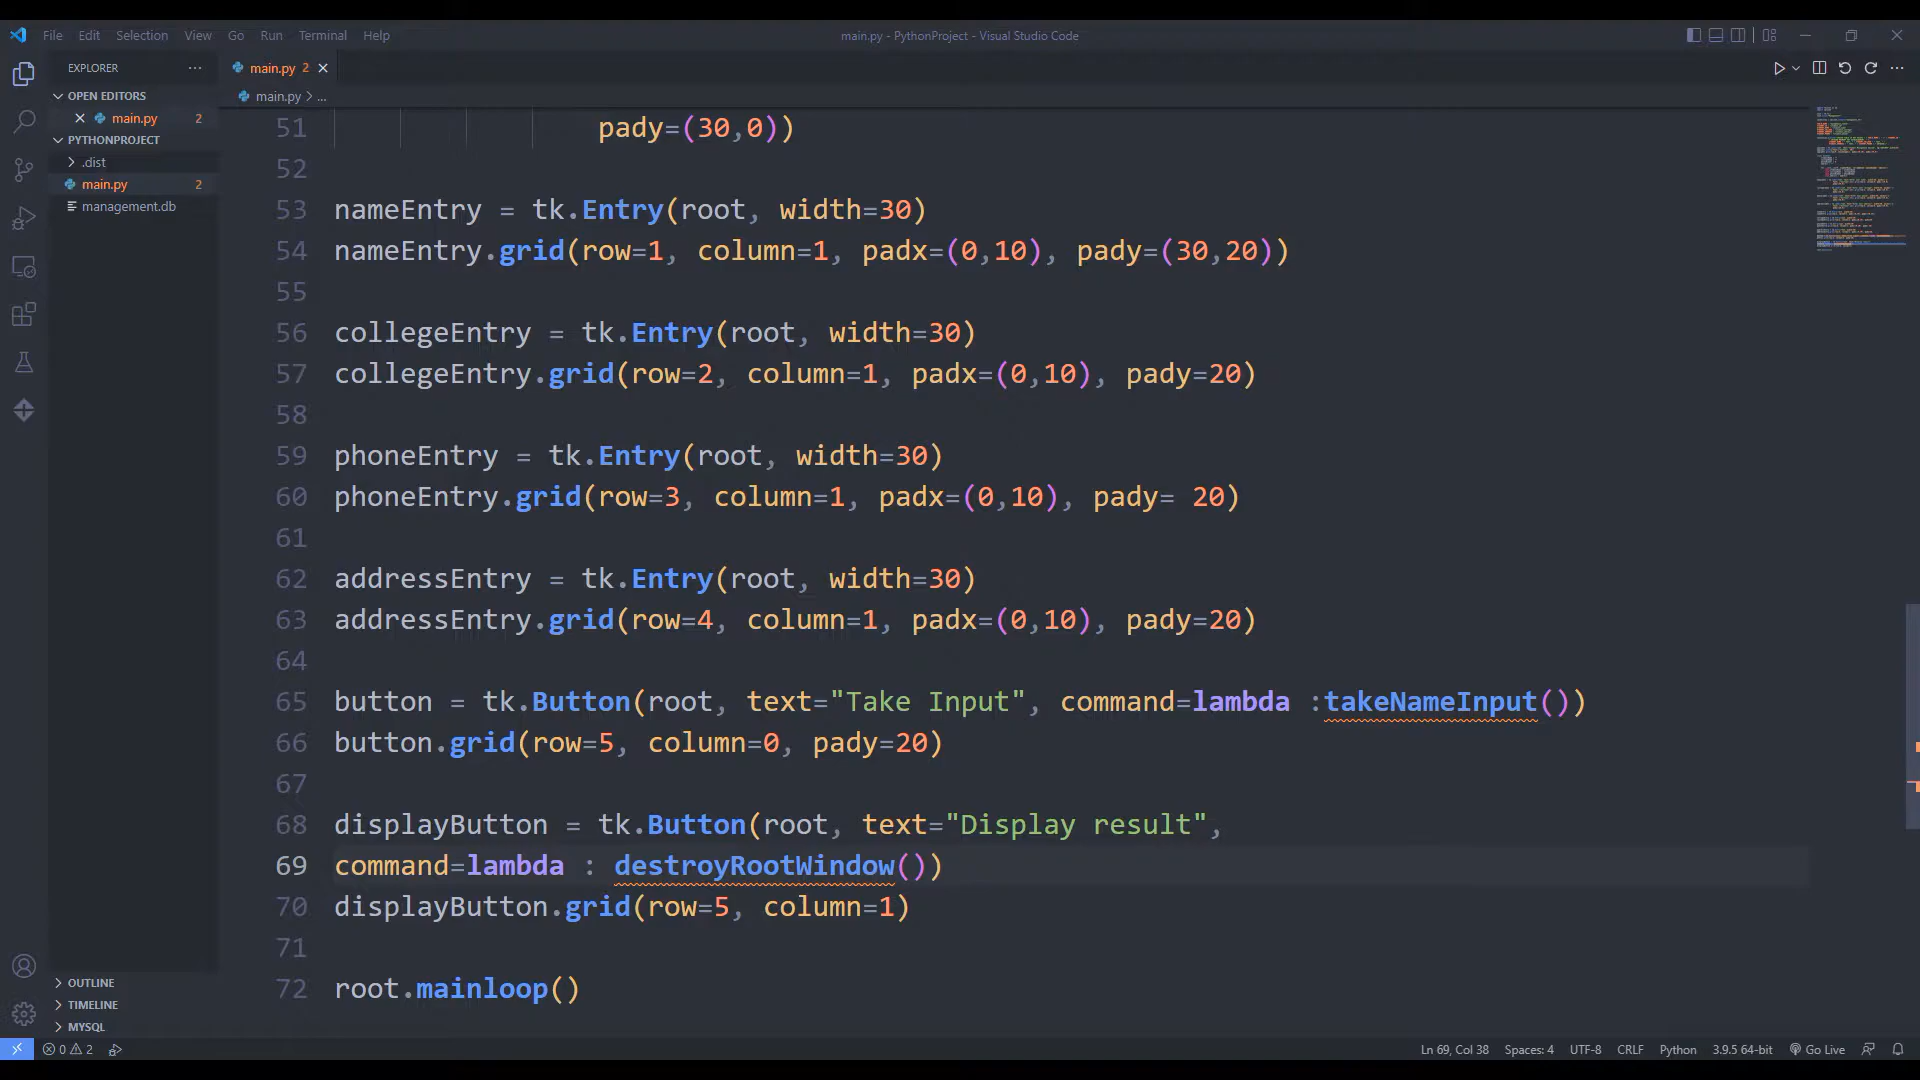 File Edit Selection View Go Run Terminal Help
main.py - PythonProject - Visual Studio Code
EXPLORER
OPEN EDITORS
main.py 2
PYTHONPROJECT
.dist
main.py 2
management.db
OUTLINE
TIMELINE
MYSQL
main.py 2
main.py > ...
51 pady=(30,0))
52
53 nameEntry = tk.Entry(root, width=30)
54 nameEntry.grid(row=1, column=1, padx=(0,10), pady=(30,20))
55
56 collegeEntry = tk.Entry(root, width=30)
57 collegeEntry.grid(row=2, column=1, padx=(0,10), pady=20)
58
59 phoneEntry = tk.Entry(root, width=30)
60 phoneEntry.grid(row=3, column=1, padx=(0,10), pady= 20)
61
62 addressEntry = tk.Entry(root, width=30)
63 addressEntry.grid(row=4, column=1, padx=(0,10), pady=20)
64
65 button = tk.Button(root, text="Take Input", command=lambda :takeNameInput())
66 button.grid(row=5, column=0, pady=20)
67
68 displayButton = tk.Button(root, text="Display result",
69 command=lambda : destroyRootWindow())
70 displayButton.grid(row=5, column=1)
71
72 root.mainloop()
0 2
Ln 69, Col 38 Spaces: 4 UTF-8 CRLF Python 3.9.5 64-bit Go Live